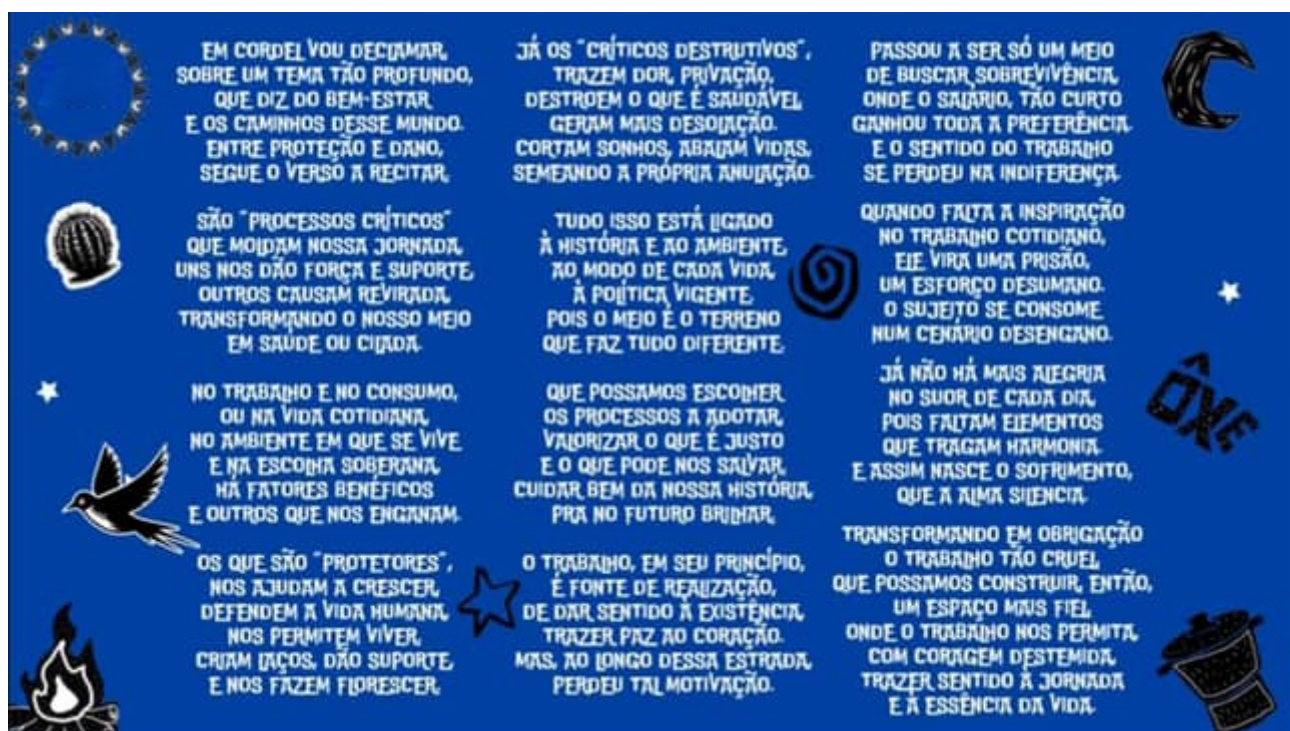 EM CORDEL VOU DECLAMAR,
SOBRE UM TEMA TÃO PROFUNDO,
QUE DIZ DO BEM-ESTAR
E OS CAMINHOS DESSE MUNDO.
ENTRE PROTEÇÃO E DANO,
SEGUE O VERSO A RECITAR.
SÃO "PROCESSOS CRÍTICOS"
QUE MOLDAM NOSSA JORNADA,
UNS NOS DÃO FORÇA E SUPORTE,
OUTROS CAUSAM REVIRADA,
TRANSFORMANDO O NOSSO MEIO
EM SAÚDE OU CILADA.
NO TRABALHO E NO CONSUMO,
OU NA VIDA COTIDIANA,
NO AMBIENTE EM QUE SE VIVE
E NA ESCOLHA SOBERANA,
HÁ FATORES BENÉFICOS
E OUTROS QUE NOS ENGANAM.
OS QUE SÃO "PROTETORES",
NOS AJUDAM A CRESCER,
DEFENDEM A VIDA HUMANA,
NOS PERMITEM VIVER,
CRIAM LAÇOS, DÃO SUPORTE,
E NOS FAZEM FLORESCER.
JÁ OS "CRÍTICOS DESTRUTIVOS",
TRAZEM DOR, PRIVAÇÃO,
DESTROEM O QUE É SAUDÁVEL,
GERAM MAIS DESOLAÇÃO.
CORTAM SONHOS, ABALAM VIDAS,
SEMEANDO A PRÓPRIA ANULAÇÃO.
TUDO ISSO ESTÁ LIGADO
À HISTÓRIA E AO AMBIENTE,
AO MODO DE CADA VIDA,
À POLÍTICA VIGENTE,
POIS O MEIO É O TERRENO
QUE FAZ TUDO DIFERENTE.
QUE POSSAMOS ESCOLHER
OS PROCESSOS A ADOTAR,
VALORIZAR O QUE É JUSTO
E O QUE PODE NOS SALVAR,
CUIDAR BEM DA NOSSA HISTÓRIA,
PRA NO FUTURO BRILHAR.
O TRABALHO, EM SEU PRINCÍPIO,
É FONTE DE REALIZAÇÃO,
DE DAR SENTIDO À EXISTÊNCIA,
TRAZER PAZ AO CORAÇÃO.
MAS, AO LONGO DESSA ESTRADA,
PERDEU TAL MOTIVAÇÃO.
PASSOU A SER SÓ UM MEIO
DE BUSCAR SOBREVIVÊNCIA,
ONDE O SALÁRIO, TÃO CURTO
GANHOU TODA A PREFERÊNCIA.
E O SENTIDO DO TRABALHO
SE PERDEU NA INDIFERENÇA.
QUANDO FALTA A INSPIRAÇÃO
NO TRABALHO COTIDIANO,
ELE VIRA UMA PRISÃO,
UM ESFORÇO DESUMANO.
O SUJEITO SE CONSOME
NUM CENÁRIO DESENGANO.
JÁ NÃO HÁ MAIS ALEGRIA
NO SUOR DE CADA DIA,
POIS FALTAM ELEMENTOS
QUE TRAGAM HARMONIA.
E ASSIM NASCE O SOFRIMENTO,
QUE A ALMA SILENCIA.
TRANSFORMANDO EM OBRIGAÇÃO
O TRABALHO TÃO CRUEL,
QUE POSSAMOS CONSTRUIR, ENTÃO,
UM ESPAÇO MAIS FIEL,
ONDE O TRABALHO NOS PERMITA,
COM CORAGEM DESTEMIDA,
TRAZER SENTIDO À JORNADA
E À ESSÊNCIA DA VIDA.
ÔXE